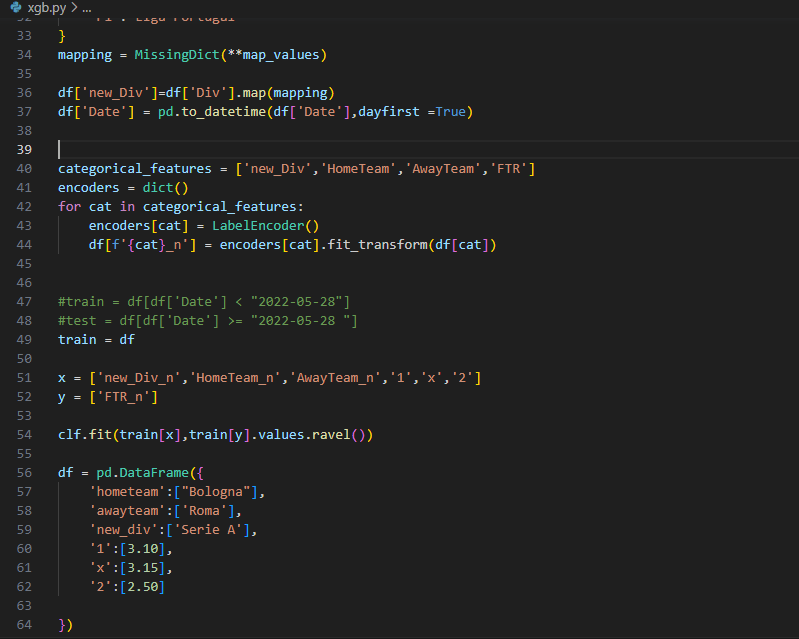 xgb.py > ...
32 'P1': 'Liga Portugal'
33 }
34 mapping = MissingDict(**map_values)
35
36 df['new_Div']=df['Div'].map(mapping)
37 df['Date'] = pd.to_datetime(df['Date'],dayfirst =True)
38
39
40 categorical_features = ['new_Div','HomeTeam','AwayTeam','FTR']
41 encoders = dict()
42 for cat in categorical_features:
43     encoders[cat] = LabelEncoder()
44     df[f'{cat}_n'] = encoders[cat].fit_transform(df[cat])
45
46
47 #train = df[df['Date'] < "2022-05-28"]
48 #test = df[df['Date'] >= "2022-05-28 "]
49 train = df
50
51 x = ['new_Div_n','HomeTeam_n','AwayTeam_n','1','x','2']
52 y = ['FTR_n']
53
54 clf.fit(train[x],train[y].values.ravel())
55
56 df = pd.DataFrame({
57     'hometeam':["Bologna"],
58     'awayteam':['Roma'],
59     'new_div':['Serie A'],
60     '1':[3.10],
61     'x':[3.15],
62     '2':[2.50]
63
64 })